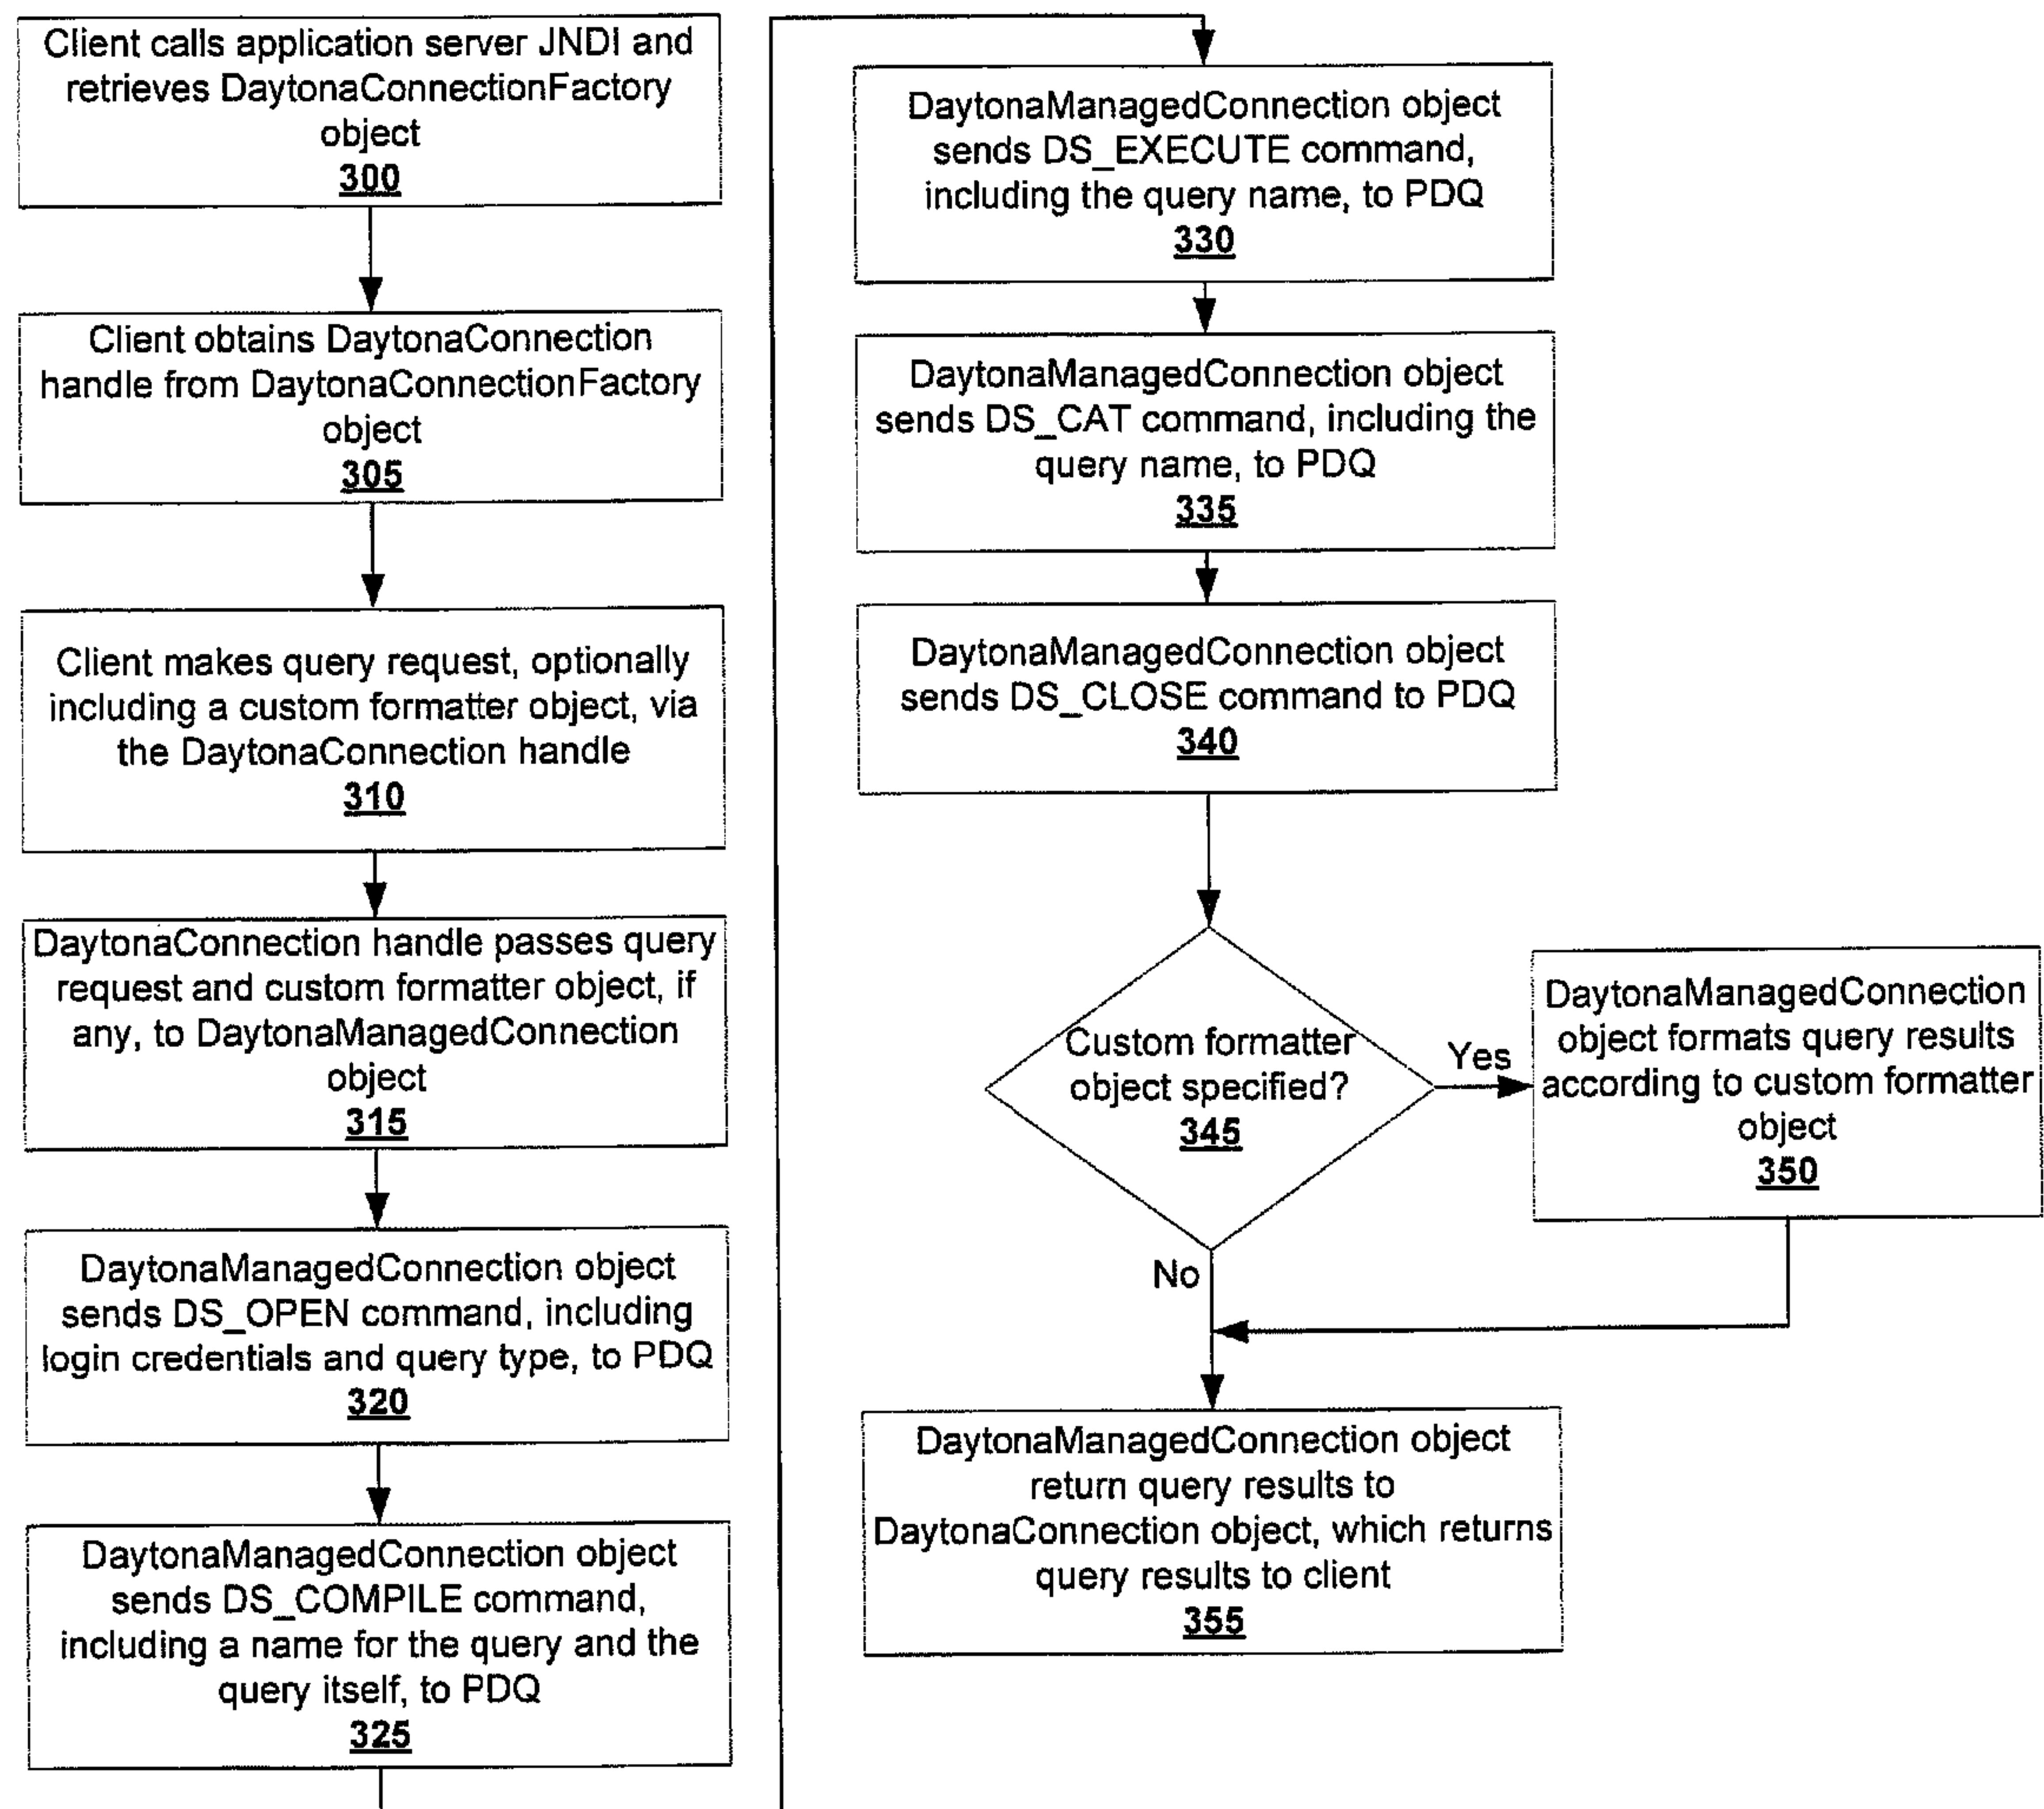 Client calls application server JNDI and
retrieves DaytonaConnectionFactory
object
300
Client obtains DaytonaConnection
handle from DaytonaConnectionFactory
object
305
Client makes query request, optionally
including a custom formatter object, via
the DaytonaConnection handle
310
DaytonaConnection handle passes query
request and custom formatter object, if
any, to DaytonaManagedConnection
object
315
DaytonaManagedConnection object
sends DS_OPEN command, including
login credentials and query type, to PDQ
320
DaytonaManagedConnection object
sends DS_COMPILE command,
including a name for the query and the
query itself, to PDQ
325
DaytonaManagedConnection object
sends DS_EXECUTE command,
including the query name, to PDQ
330
DaytonaManagedConnection object
sends DS_CAT command, including the
query name, to PDQ
335
DaytonaManagedConnection object
sends DS_CLOSE command to PDQ
340
Custom formatter
object specified?
345
Yes
DaytonaManagedConnection
object formats query results
according to custom formatter
object
350
No
DaytonaManagedConnection object
return query results to
DaytonaConnection object, which returns
query results to client
355